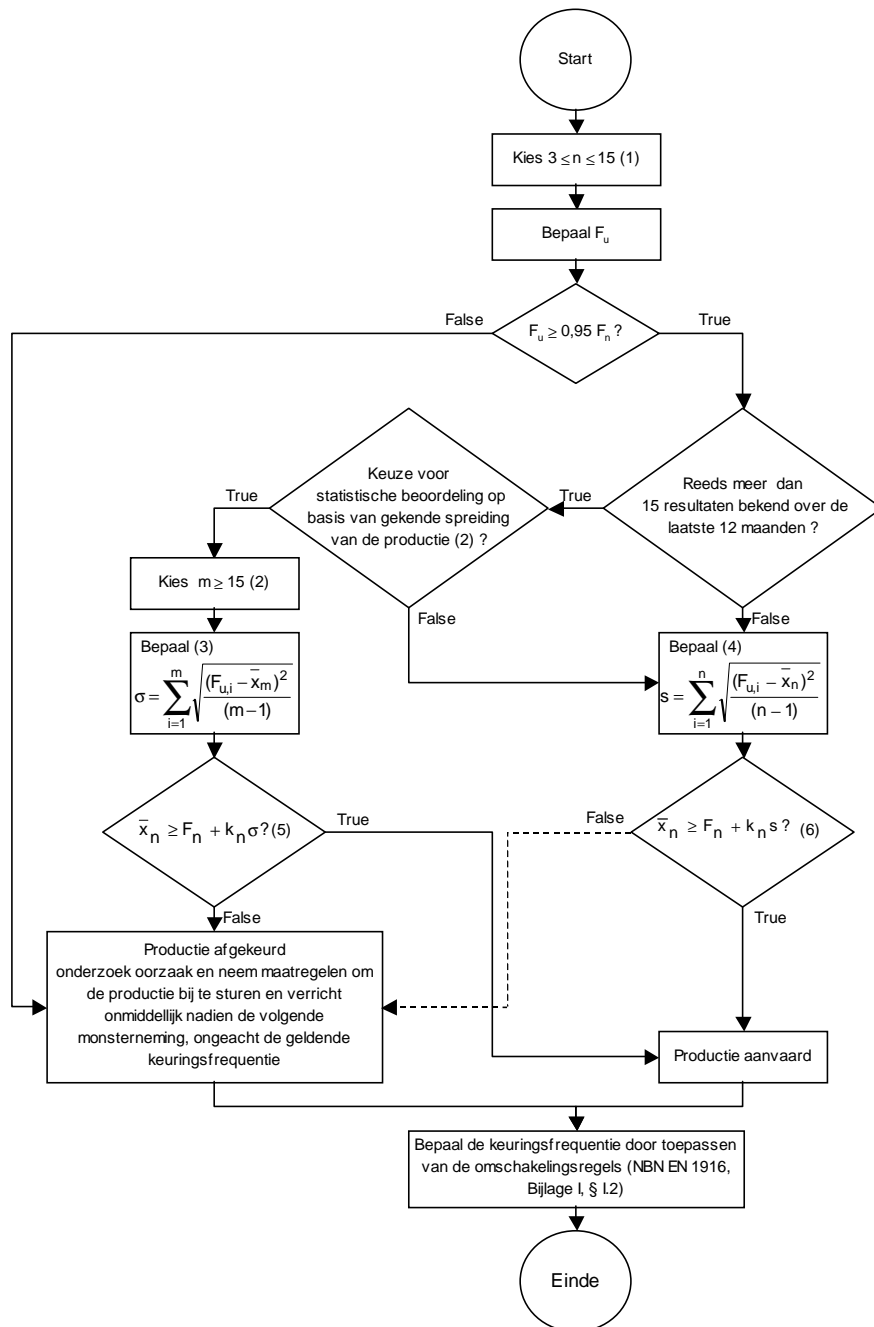 Start
Kies 3 ≤ n ≤ 15 (1)
Bepaal F_u
F_u ≥ 0,95 F_n ?
False
True
Reeds meer dan
15 resultaten bekend over de
laatste 12 maanden ?
True
False
Keuze voor
statistische beoordeling op
basis van gekende spreiding
van de productie (2) ?
True
False
Kies m ≥ 15 (2)
Bepaal (3)
σ = ∑_{i=1}^{m} √((F_{u,i} − x̅_m)² / (m−1))
Bepaal (4)
s = ∑_{i=1}^{n} √((F_{u,i} − x̅_n)² / (n − 1))
x̅_n ≥ F_n + k_n σ? (5)
True
False
x̅_n ≥ F_n + k_n s ? (6)
False
True
Productie afgekeurd
onderzoek oorzaak en neem maatregelen om
de productie bij te sturen en verricht
onmiddellijk nadien de volgende
monsterneming, ongeacht de geldende
keuringsfrequentie
Productie aanvaard
Bepaal de keuringsfrequentie door toepassen
van de omschakelingsregels (NBN EN 1916,
Bijlage I, § I.2)
Einde